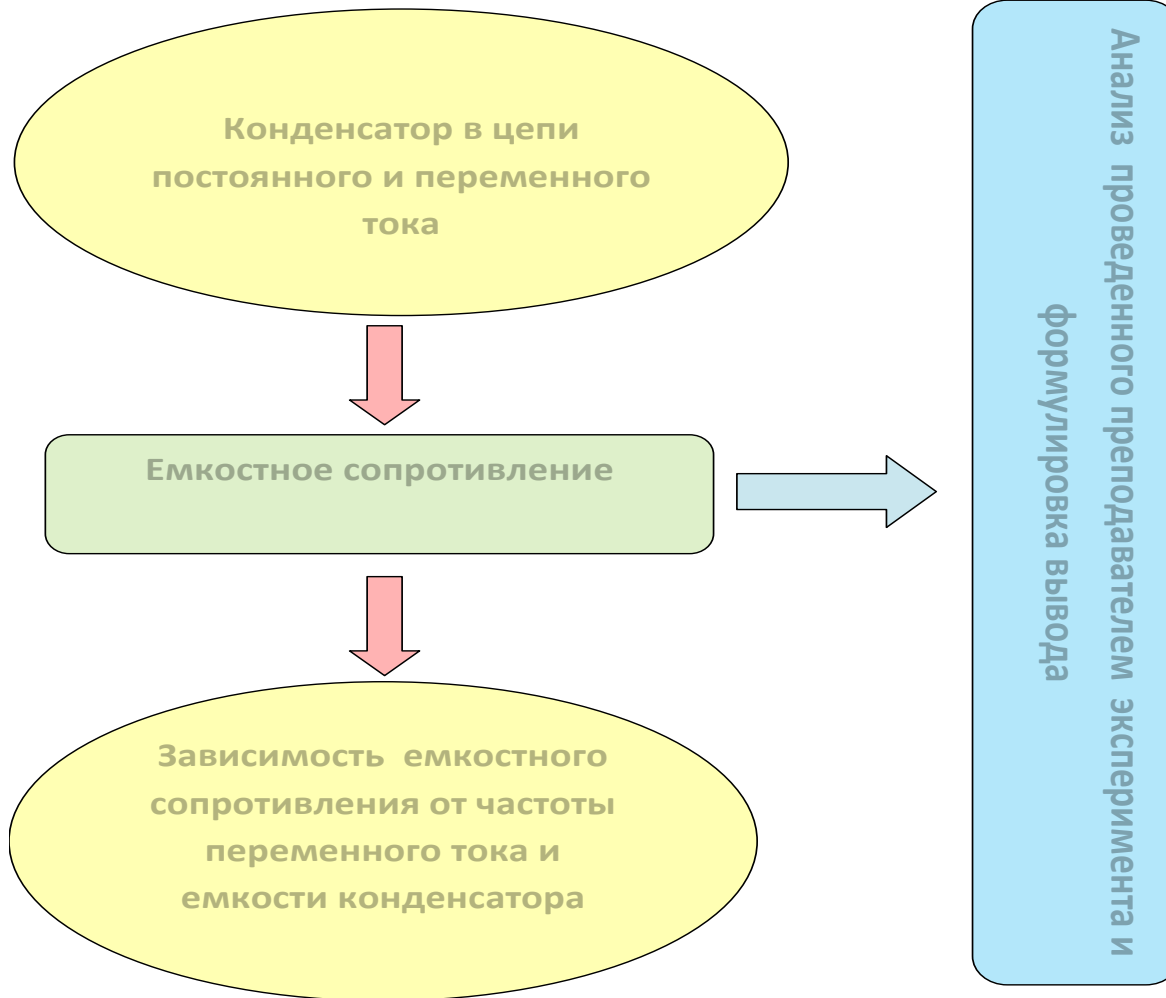 Конденсатор в цепи
постоянного и переменного
тока
Емкостное сопротивление
Зависимость емкостного
сопротивления от частоты
переменного тока и
емкости конденсатора
Анализ проведенного преподавателем эксперимента и
формулировка вывода